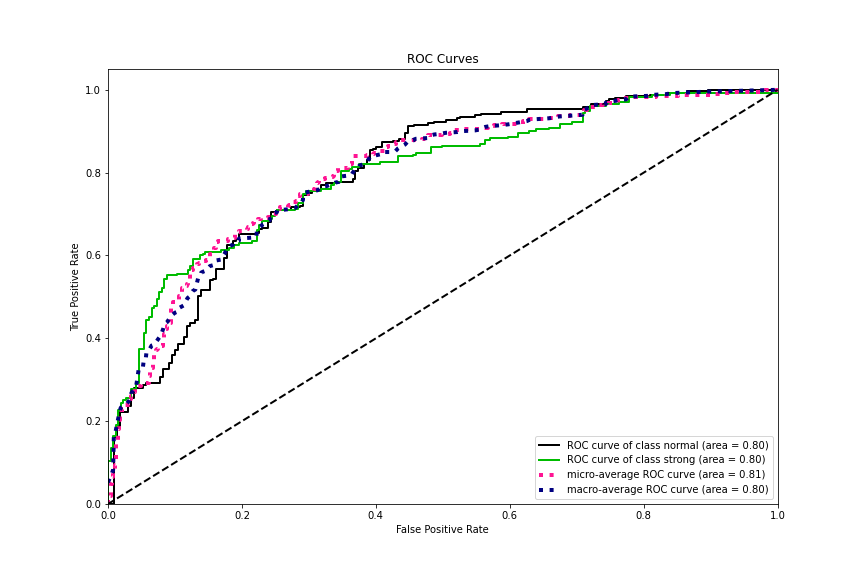 ROC Curves
1.0
0.8
0.6
0.4
0.2
0.0
True Positive Rate
0.0 0.2 0.4 0.6 0.8 1.0
False Positive Rate
ROC curve of class normal (area = 0.80)
ROC curve of class strong (area = 0.80)
micro-average ROC curve (area = 0.81)
macro-average ROC curve (area = 0.80)